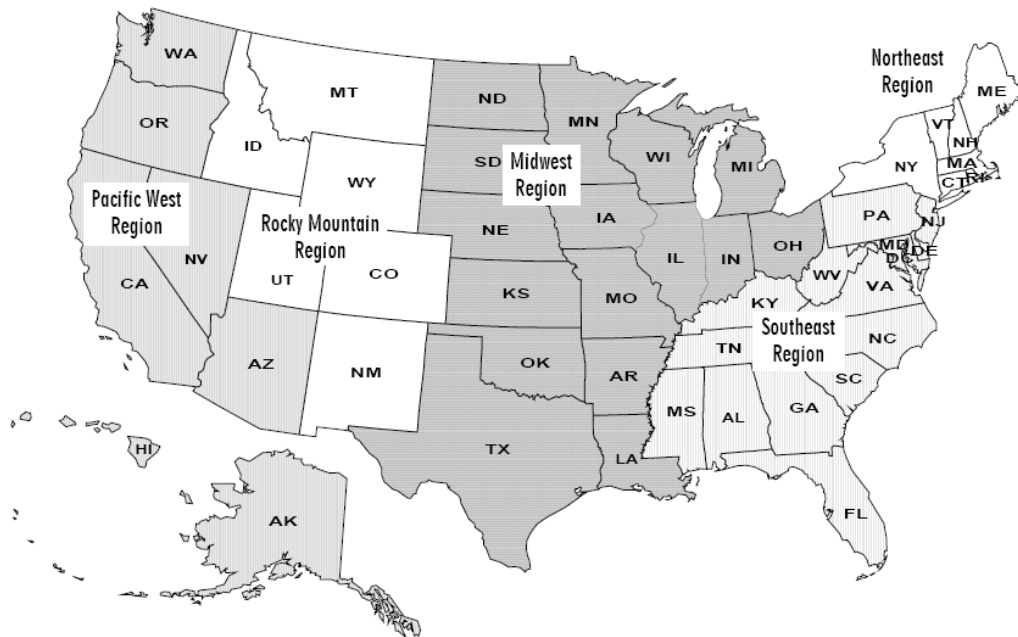 WA
MT
ND
MN
Northeast
Region
ME
VT
NH
OR
ID
SD
Midwest
Region
WI
MI
NY
MA
CT
RI
WY
Pacific West
Region
Rocky Mountain
Region
NE
IA
PA
NJ
OH
MD
DE
DC
NV
UT
CO
IL
IN
WV
VA
CA
KS
MO
KY
Southeast
Region
NC
TN
AZ
NM
OK
AR
SC
MS
AL
GA
HI
TX
LA
AK
FL